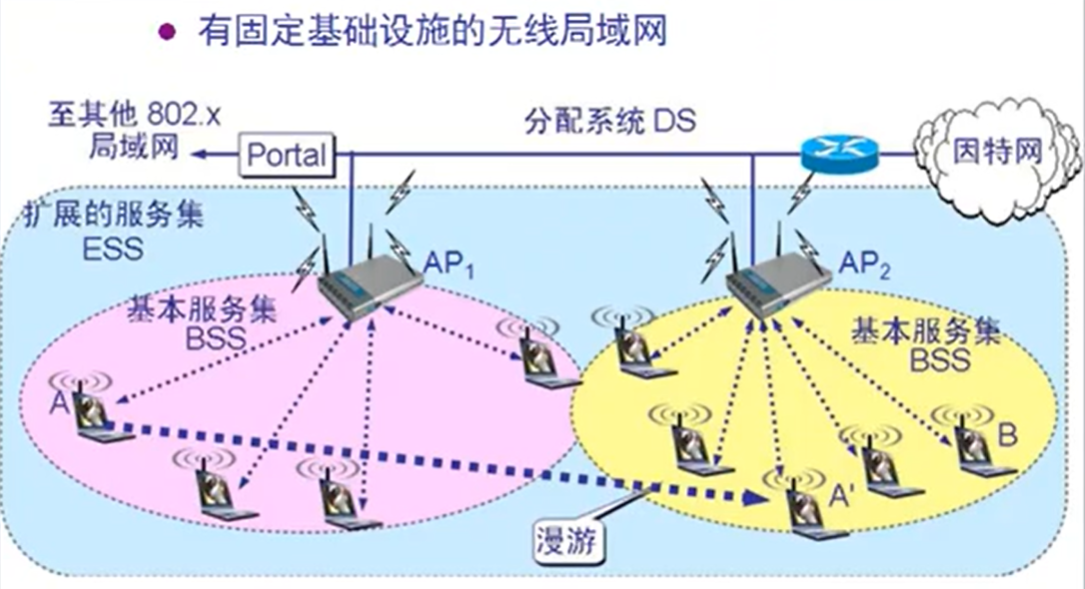 有固定基础设施的无线局域网
至其他 802.x
局域网
Portal
分配系统 DS
因特网
扩展的服务集
ESS
AP₁
AP₂
基本服务集
BSS
基本服务集
BSS
A
B
A'
漫游